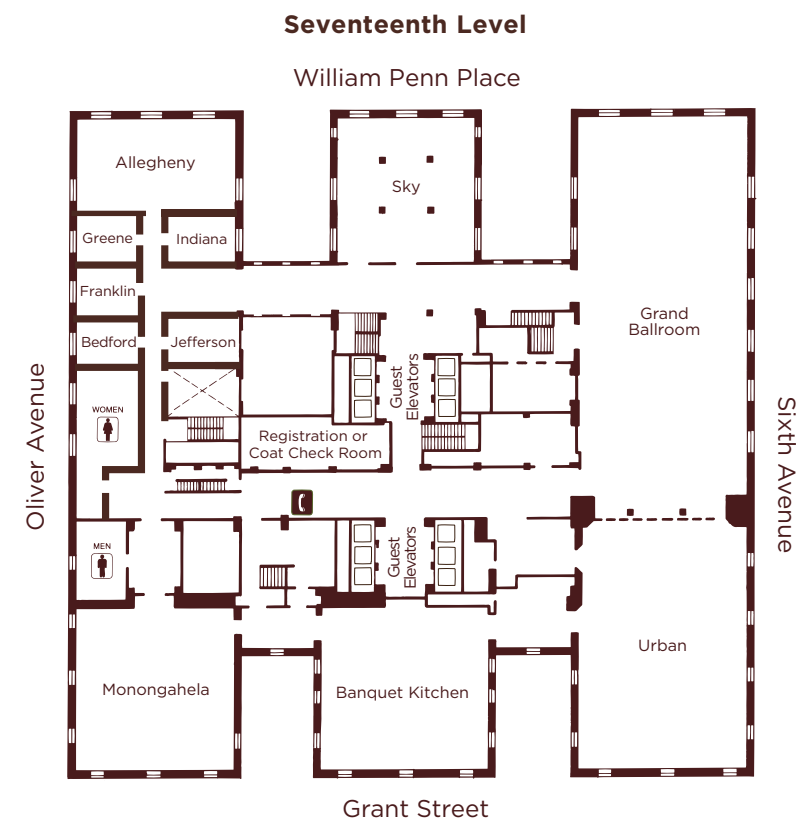 Seventeenth Level
William Penn Place
Allegheny
Sky
Greene
Indiana
Franklin
Grand
Ballroom
Bedford
Jefferson
Guest
Elevators
Oliver Avenue
Sixth Avenue
WOMEN
Registration or
Coat Check Room
MEN
Guest
Elevators
Urban
Monongahela
Banquet Kitchen
Grant Street